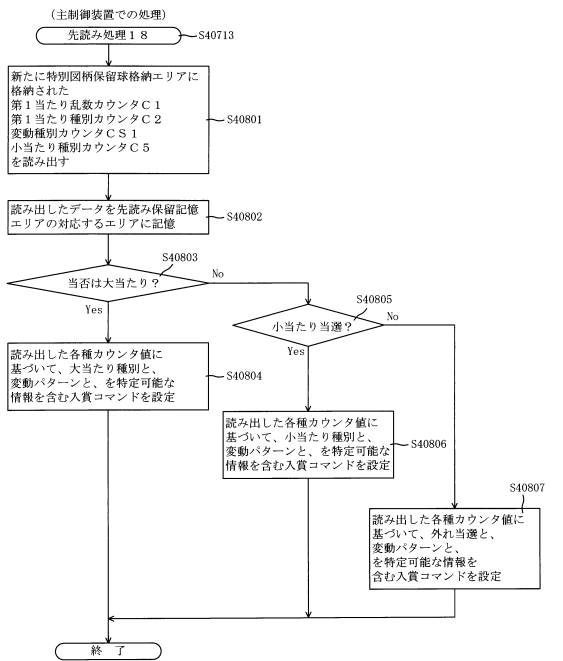 (主制御装置での処理)
先読み処理18
S40713
新たに特別図柄保留球格納エリアに
格納された
第1当たり乱数カウンタC1
第1当たり種別カウンタC2
変動種別カウンタCS1
小当たり種別カウンタC5
を読み出す
S40801
読み出したデータを先読み保留記憶
エリアの対応するエリアに記憶
S40802
当否は大当たり?
S40803
No
Yes
小当たり当選?
S40805
No
Yes
読み出した各種カウンタ値に
基づいて、大当たり種別と、
変動パターンと、を特定可能な
情報を含む入賞コマンドを設定
S40804
読み出した各種カウンタ値に
基づいて、小当たり種別と、
変動パターンと、を特定可能な
情報を含む入賞コマンドを設定
S40806
S40807
読み出した各種カウンタ値に
基づいて、外れ当選と、
変動パターンと、
を特定可能な情報を
含む入賞コマンドを設定
終 了